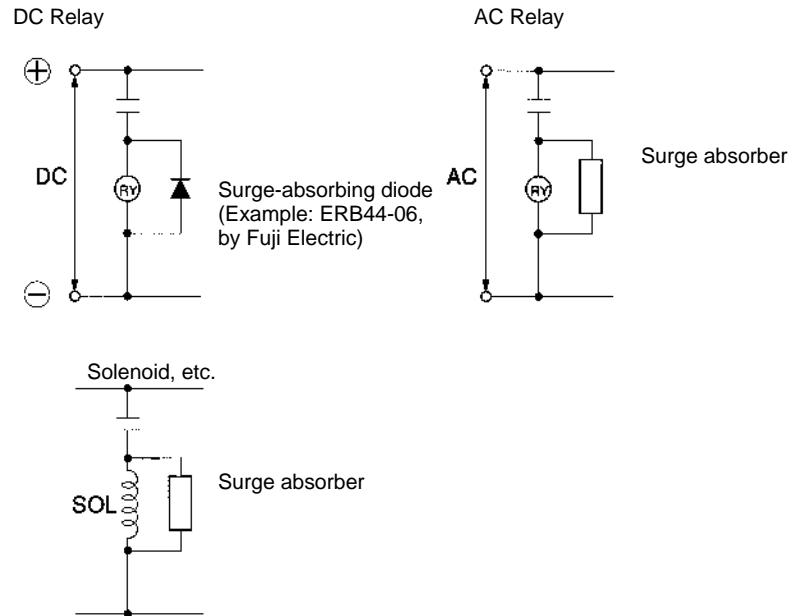 DC Relay
AC Relay
+
DC
RY
Surge-absorbing diode
(Example: ERB44-06,
by Fuji Electric)
−
AC
RY
Surge absorber
Solenoid, etc.
SOL
Surge absorber